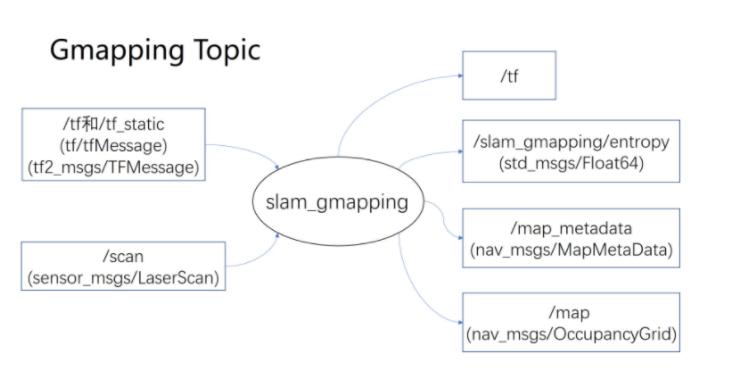 Gmapping Topic
/tf和/tf_static
(tf/tfMessage)
(tf2_msgs/TFMessage)
/scan
(sensor_msgs/LaserScan)
slam_gmapping
/tf
/slam_gmapping/entropy
(std_msgs/Float64)
/map_metadata
(nav_msgs/MapMetaData)
/map
(nav_msgs/OccupancyGrid)